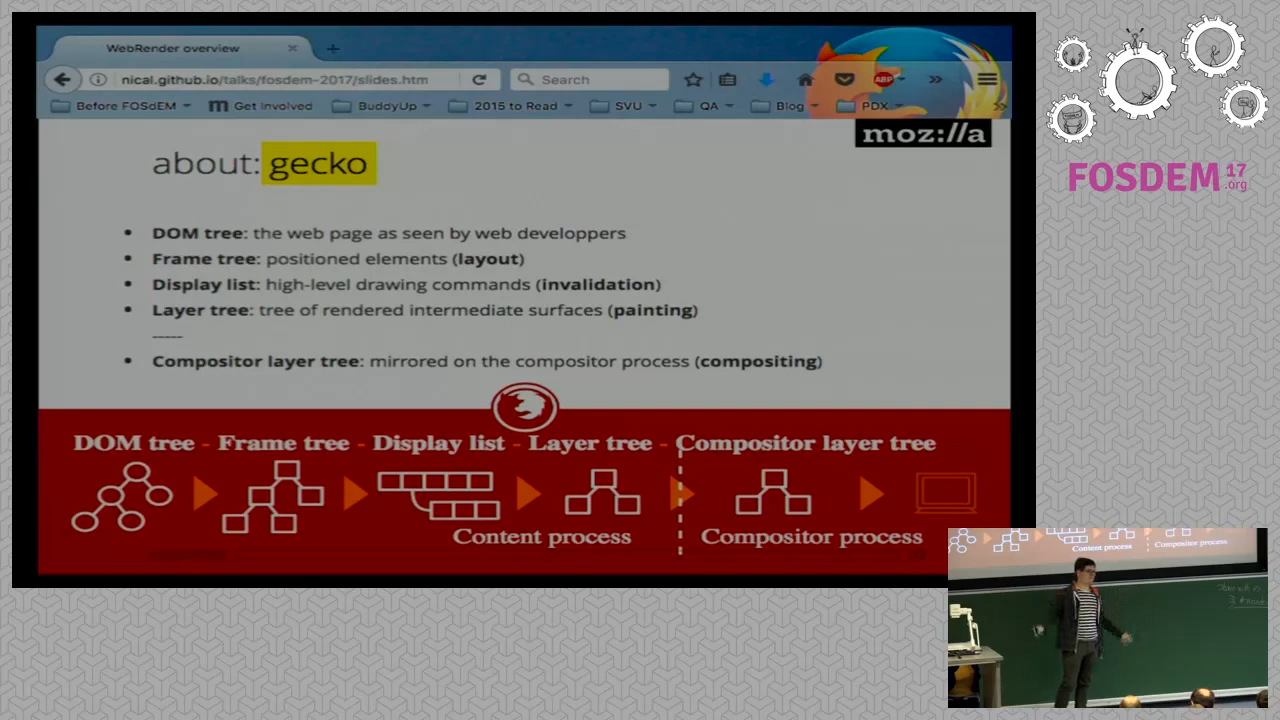 WebRender overview
nical.github.io/talks/fosdem-2017/slides.htm
Search
ABP
Before FOSdEM
m Get Involved
BuddyUp
2015 to Read
SVU
QA
Blog
PDX
moz://a
about: gecko
• DOM tree: the web page as seen by web developpers
• Frame tree: positioned elements (layout)
• Display list: high-level drawing commands (invalidation)
• Layer tree: tree of rendered intermediate surfaces (painting)
-----
• Compositor layer tree: mirrored on the compositor process (compositing)
DOM tree - Frame tree - Display list - Layer tree - Compositor layer tree
Content process
Compositor process
FOSDEM 17
.org
Content process
Compositor process